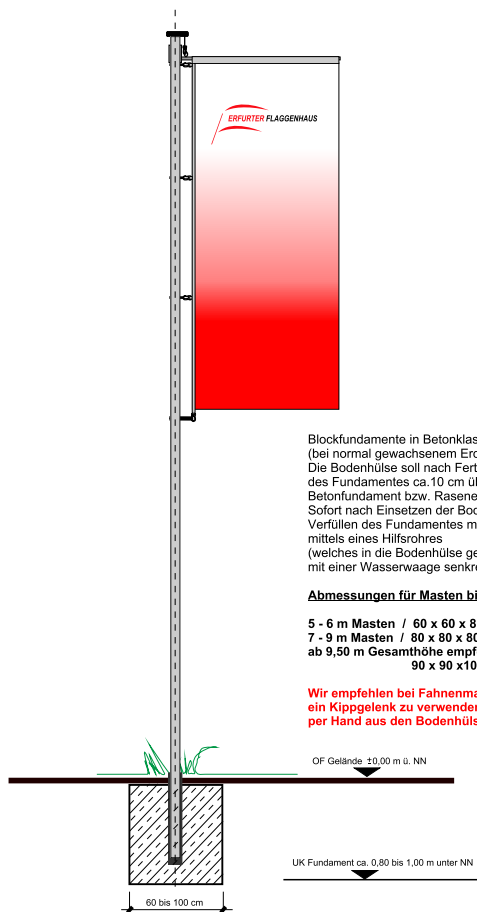 ERFURTER FLAGGENHAUS
Blockfundamente in Betonklas
(bei normal gewachsenem Erd
Die Bodenhülse soll nach Fert
des Fundamentes ca.10 cm üb
Betonfundament bzw. Rasene
Sofort nach Einsetzen der Bod
Verfüllen des Fundamentes m
mittels eines Hilfsrohres
(welches in die Bodenhülse ge
mit einer Wasserwaage senkre
Abmessungen für Masten bi
5 - 6 m Masten / 60 x 60 x 8
7 - 9 m Masten / 80 x 80 x 80
ab 9,50 m Gesamthöhe empf
90 x 90 x10
Wir empfehlen bei Fahnenma
ein Kippgelenk zu verwenden
per Hand aus den Bodenhüls
OF Gelände ±0,00 m ü. NN
UK Fundament ca. 0,80 bis 1,00 m unter NN
60 bis 100 cm